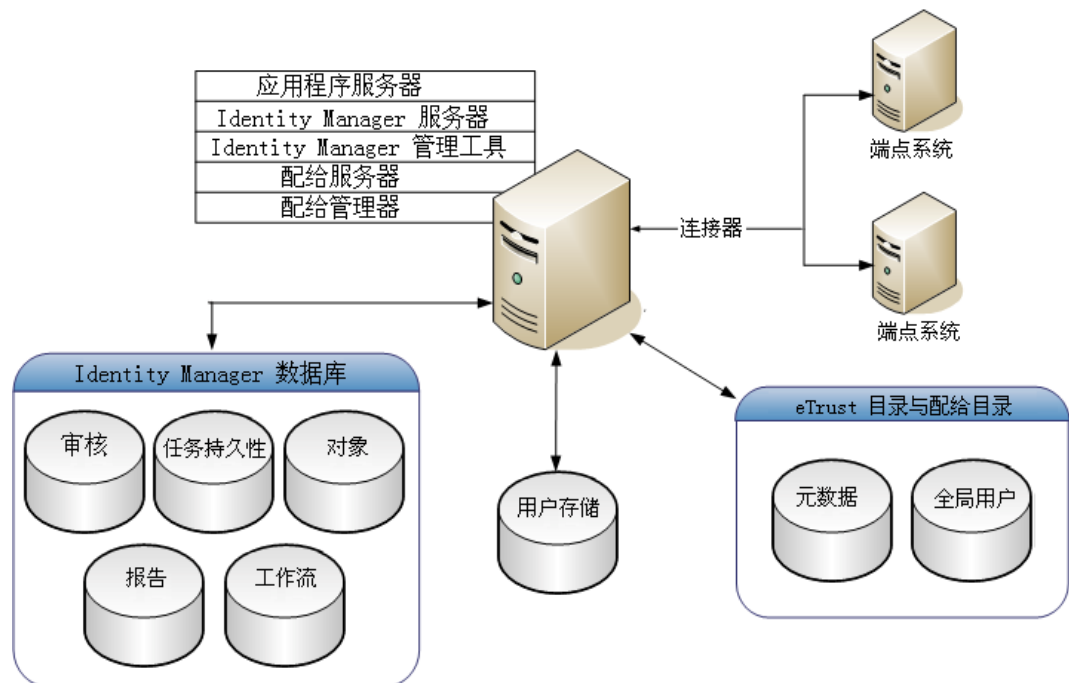 应用程序服务器
Identity Manager 服务器
Identity Manager 管理工具
配给服务器
配给管理器
端点系统
连接器
端点系统
Identity Manager 数据库
审核
任务持久性
对象
报告
工作流
用户存储
eTrust 目录与配给目录
元数据
全局用户